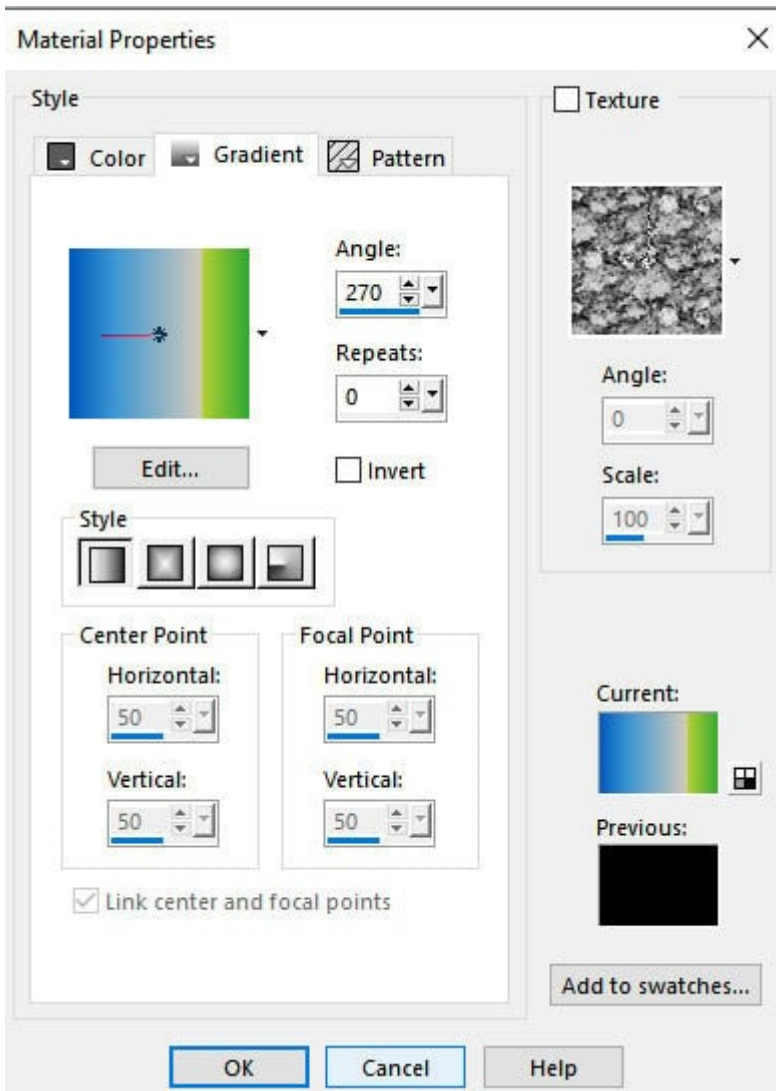 Material Properties
Style
Texture
Color
Gradient
Pattern
Angle:
270
Repeats:
0
Edit...
Invert
Style
Center Point
Horizontal:
50
Vertical:
50
Focal Point
Horizontal:
50
Vertical:
50
Link center and focal points
Angle:
0
Scale:
100
Current:
Previous:
Add to swatches...
OK
Cancel
Help